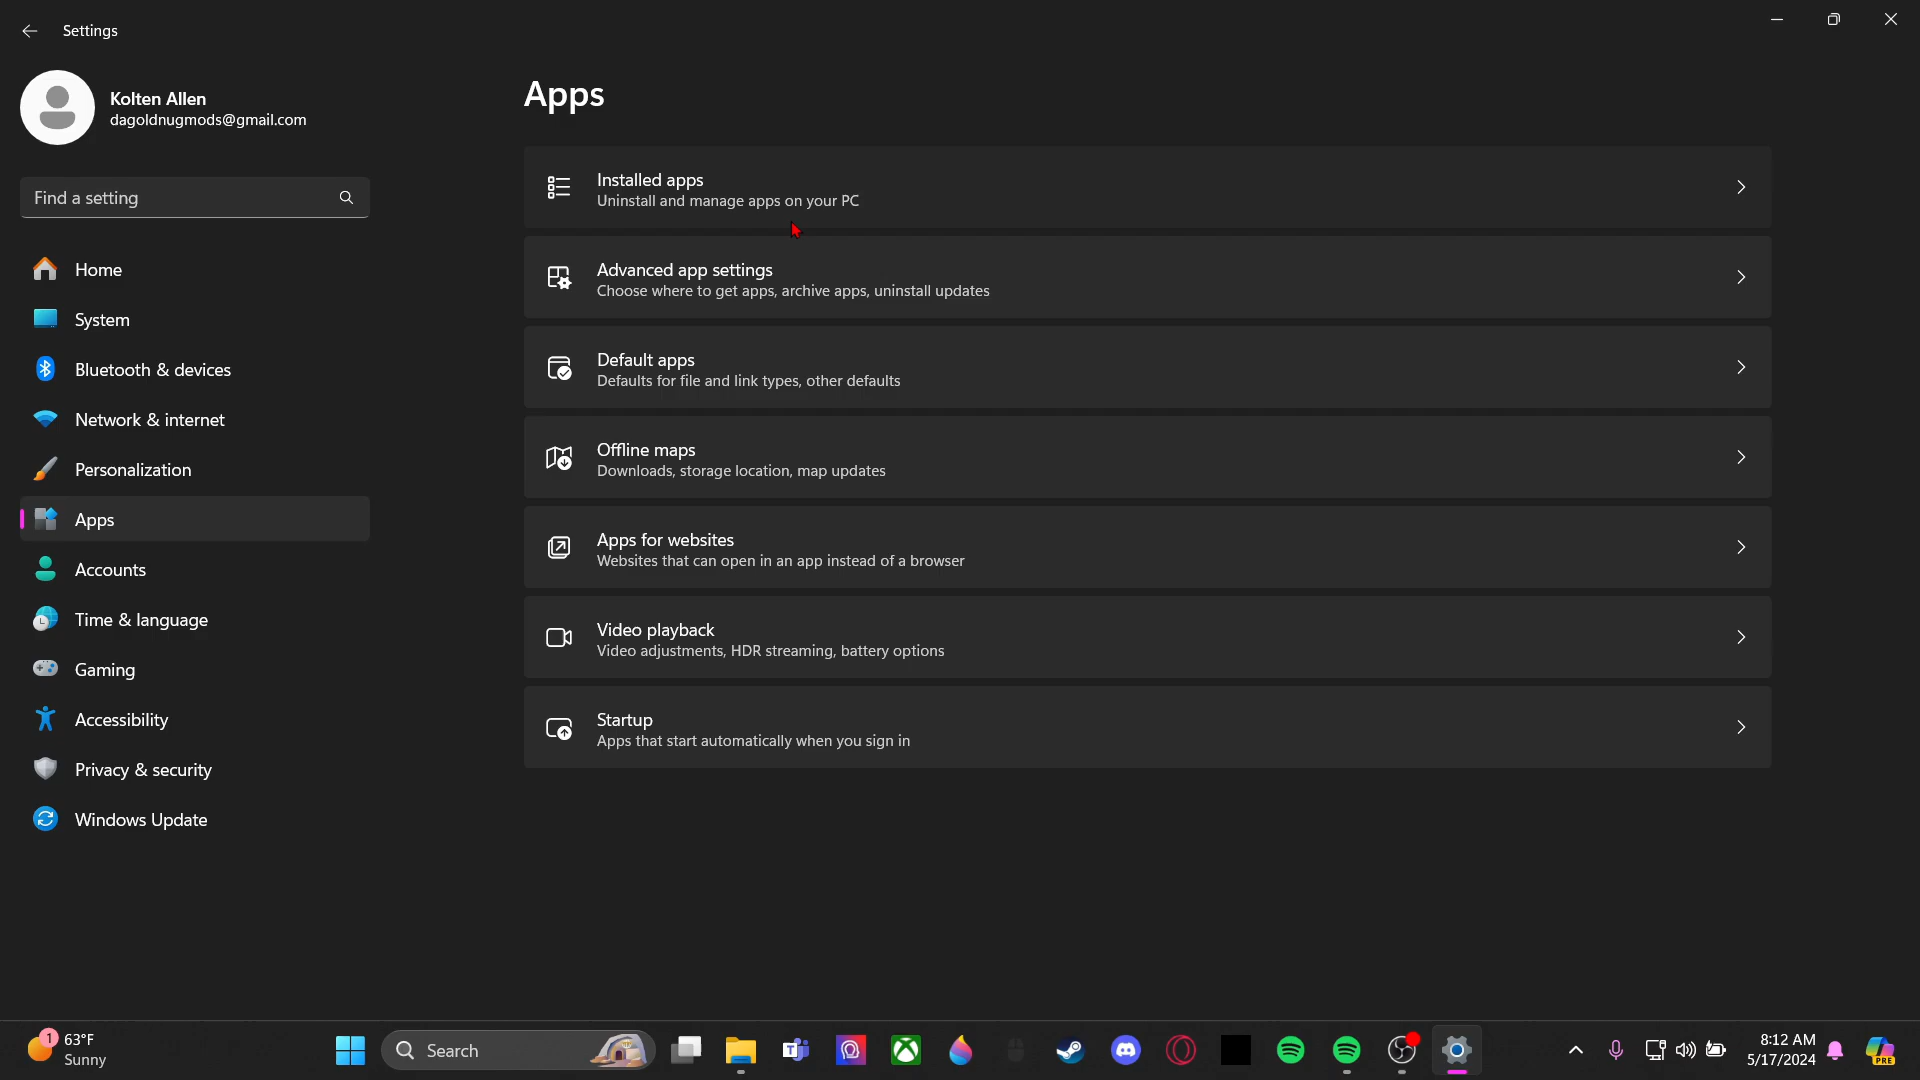 Settings
Kolten Allen
dagoldnugmods@gmail.com
Find a setting
Home
System
Bluetooth & devices
Network & internet
Personalization
Apps
Accounts
Time & language
Gaming
Accessibility
Privacy & security
Windows Update
Apps
Installed apps
Uninstall and manage apps on your PC
Advanced app settings
Choose where to get apps, archive apps, uninstall updates
Default apps
Defaults for file and link types, other defaults
Offline maps
Downloads, storage location, map updates
Apps for websites
Websites that can open in an app instead of a browser
Video playback
Video adjustments, HDR streaming, battery options
Startup
Apps that start automatically when you sign in
1
63°F
Sunny
Search
T
8:12 AM
5/17/2024
PRE